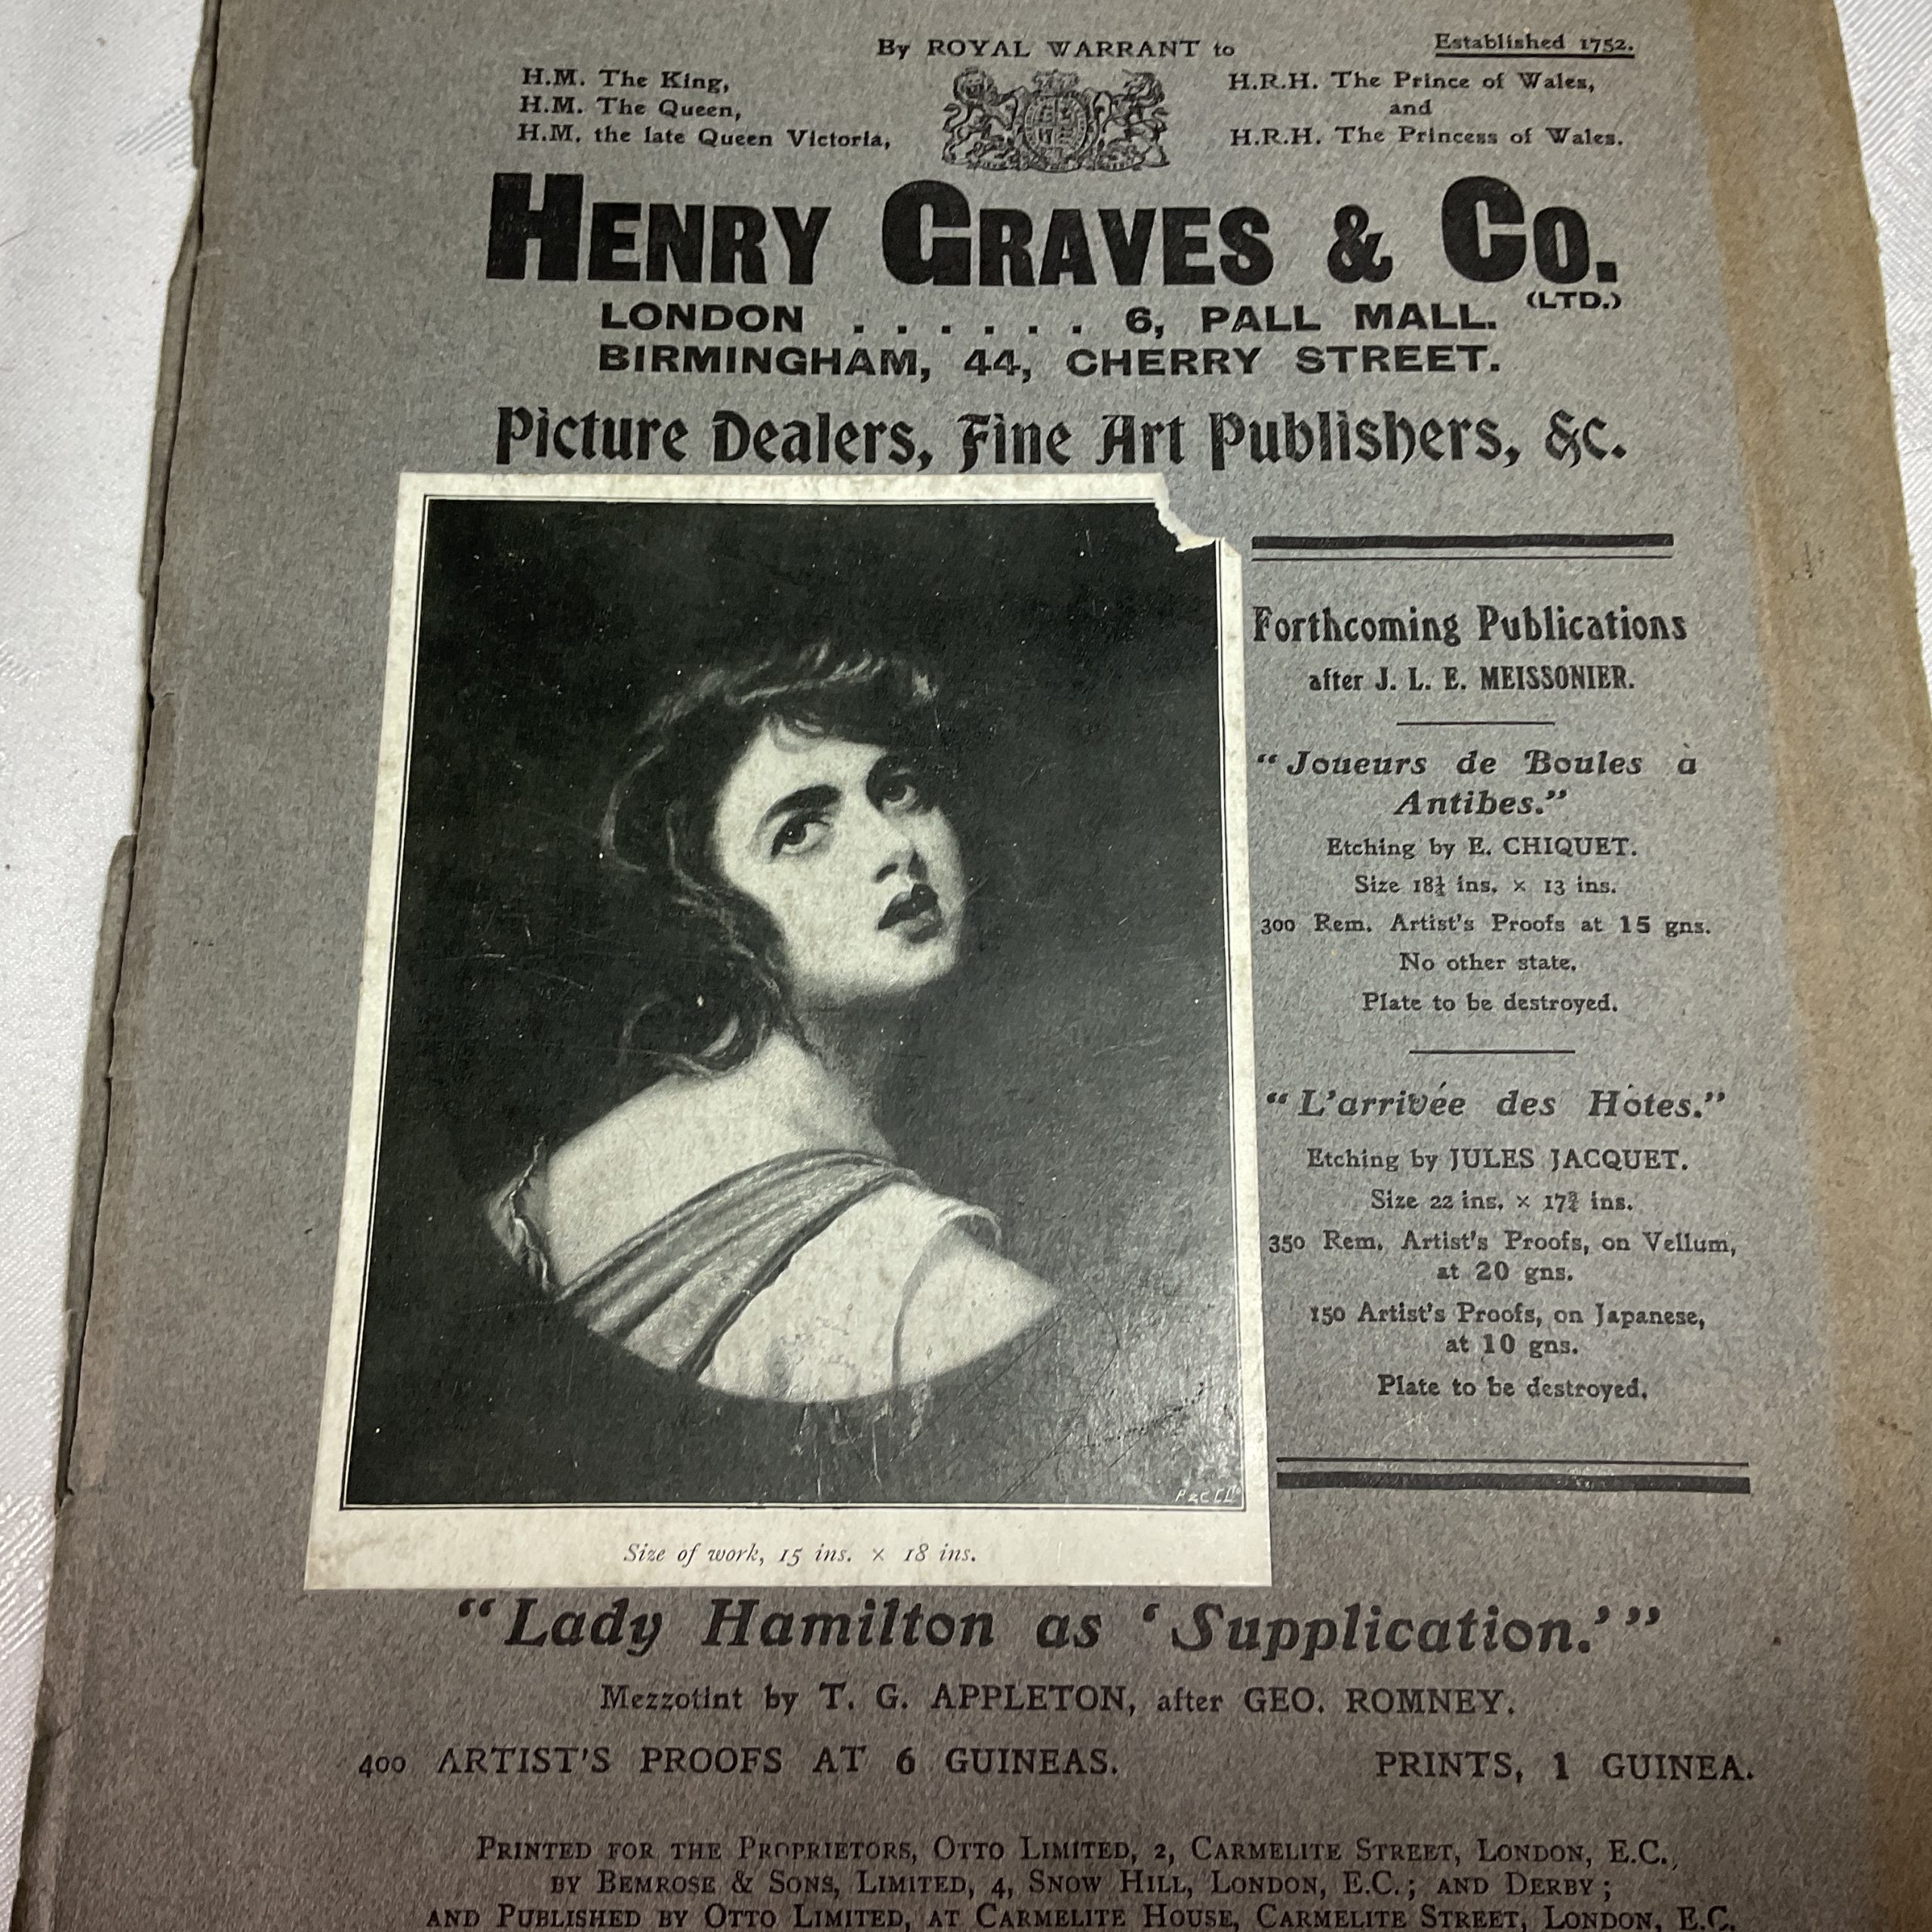 By ROYAL WARRANT to
Established 1752.
H.M. The King,
H.M. The Queen,
H.M. the late Queen Victoria,
H.R.H. The Prince of Wales,
and
H.R.H. The Princess of Wales.
HENRY GRAVES & CO.
(LTD.)
LONDON . . . . . . 6, PALL MALL.
BIRMINGHAM, 44, CHERRY STREET.
Picture Dealers, Fine Art Publishers, &c.
Forthcoming Publications
after J. L. E. MEISSONIER.
"Joueurs de Boules à
Antibes."
Etching by E. CHIQUET.
Size 18½ ins. × 13 ins.
300 Rem. Artist's Proofs at 15 gns.
No other state.
Plate to be destroyed.
"L'arrivée des Hôtes."
Etching by JULES JACQUET.
Size 22 ins. × 17¾ ins.
350 Rem. Artist's Proofs, on Vellum,
at 20 gns.
150 Artist's Proofs, on Japanese,
at 10 gns.
Plate to be destroyed.
Size of work, 15 ins. × 18 ins.
"Lady Hamilton as 'Supplication.'"
Mezzotint by T. G. APPLETON, after GEO. ROMNEY.
400 ARTIST'S PROOFS AT 6 GUINEAS. PRINTS, 1 GUINEA.
PRINTED FOR THE PROPRIETORS, OTTO LIMITED, 2, CARMELITE STREET, LONDON, E.C.,
BY BEMROSE & SONS, LIMITED, 4, SNOW HILL, LONDON, E.C.; AND DERBY;
AND PUBLISHED BY OTTO LIMITED, AT CARMELITE HOUSE, CARMELITE STREET, LONDON, E.C.